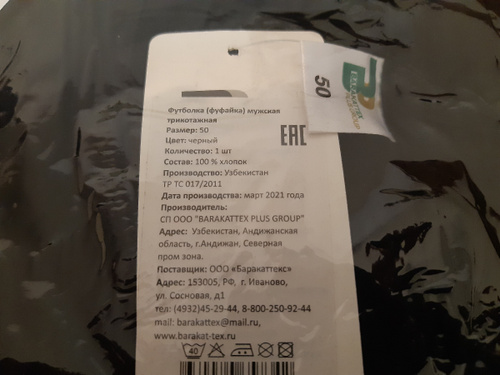 Футболка (фуфайка) мужская
трикотажная
Размер: 50
Цвет: черный
Количество: 1 шт
Состав: 100 % хлопок
Производство: Узбекистан
ТР ТС 017/2011
Дата производства: март 2021 года
Производитель:
СП ООО "BARAKATTEX PLUS GROUP"
Адрес: Узбекистан, Андижанская
область, г.Андижан, Северная
пром зона.
Поставщик: ООО «Баракаттекс»
Адрес: 153005, РФ, г. Иваново,
ул. Сосновая, д1
тел: (4932)45-29-44, 8-800-250-92-44
mail: barakattex@mail.ru,
www.barakat-tex.ru
40
EAC
50
BARAKATTEX